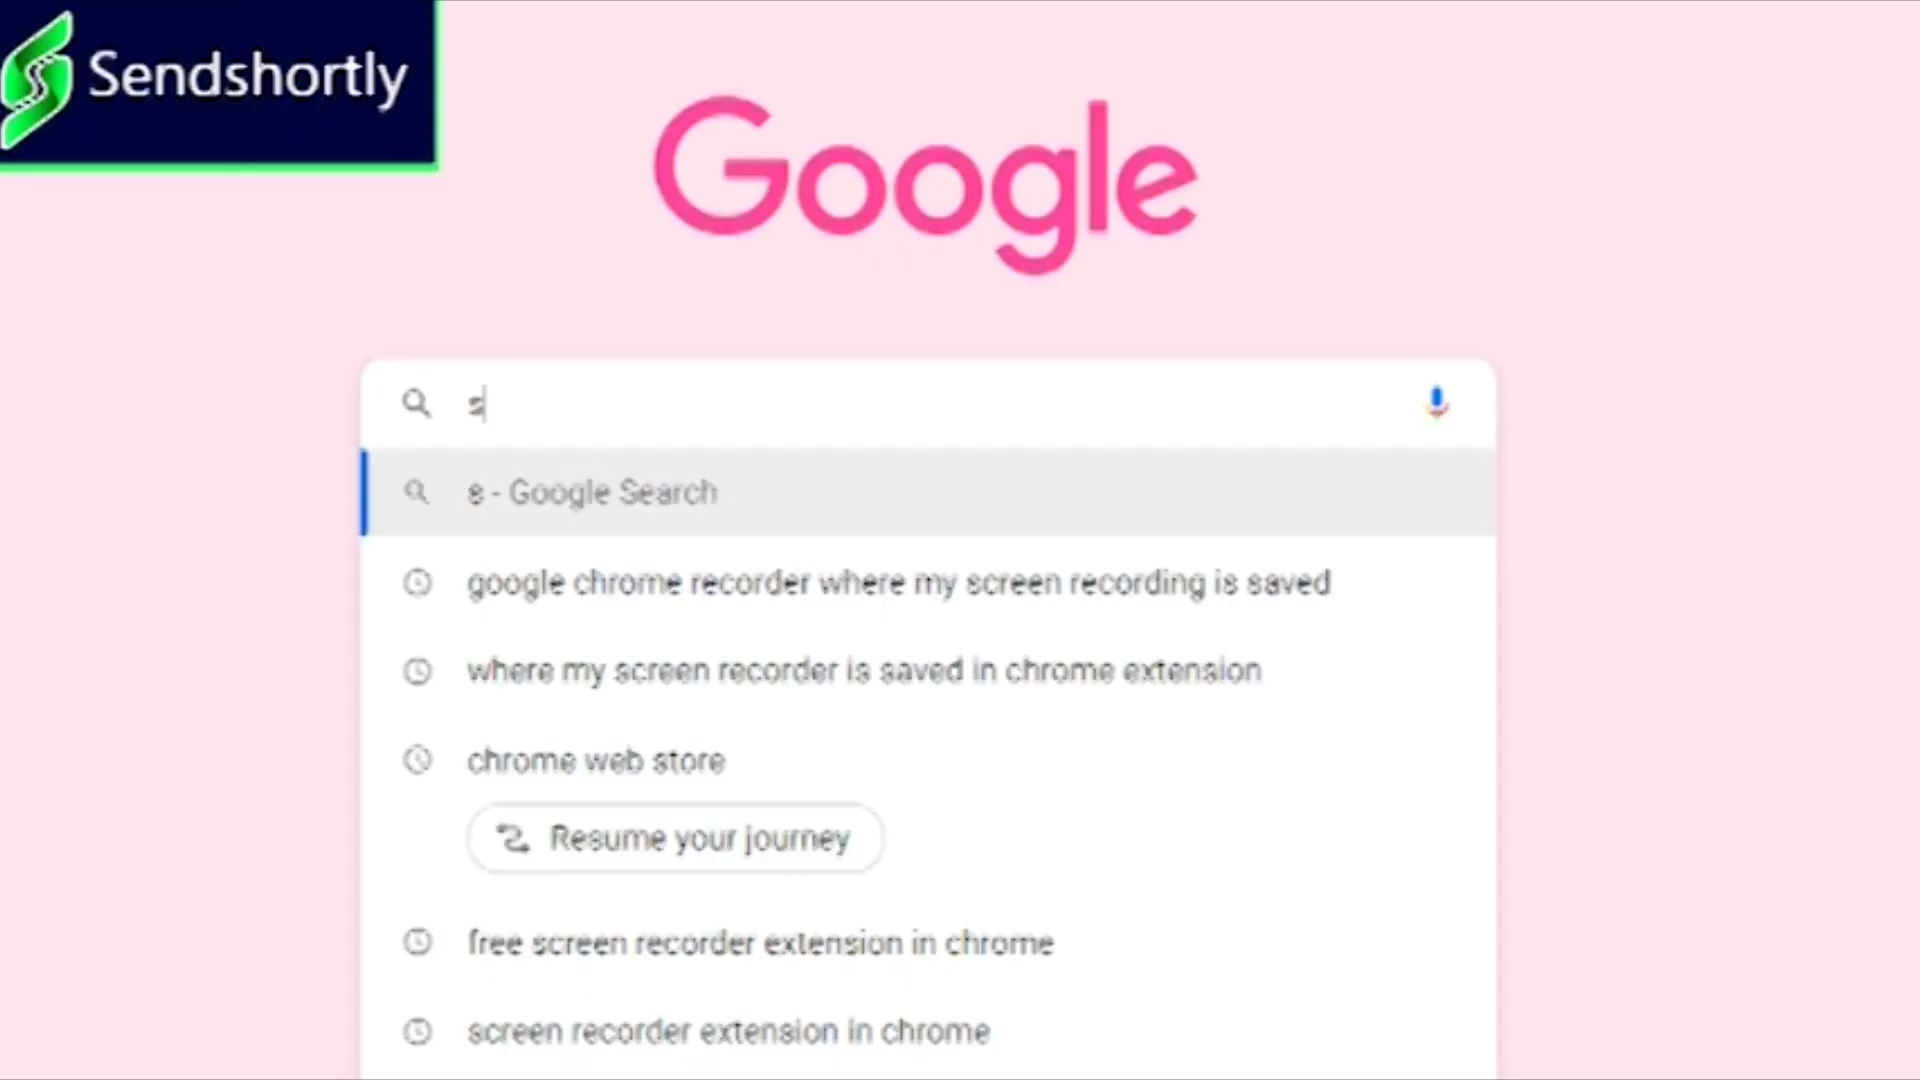 Sendshortly
Google
s
s - Google Search
google chrome recorder where my screen recording is saved
where my screen recorder is saved in chrome extension
chrome web store
Resume your journey
free screen recorder extension in chrome
screen recorder extension in chrome